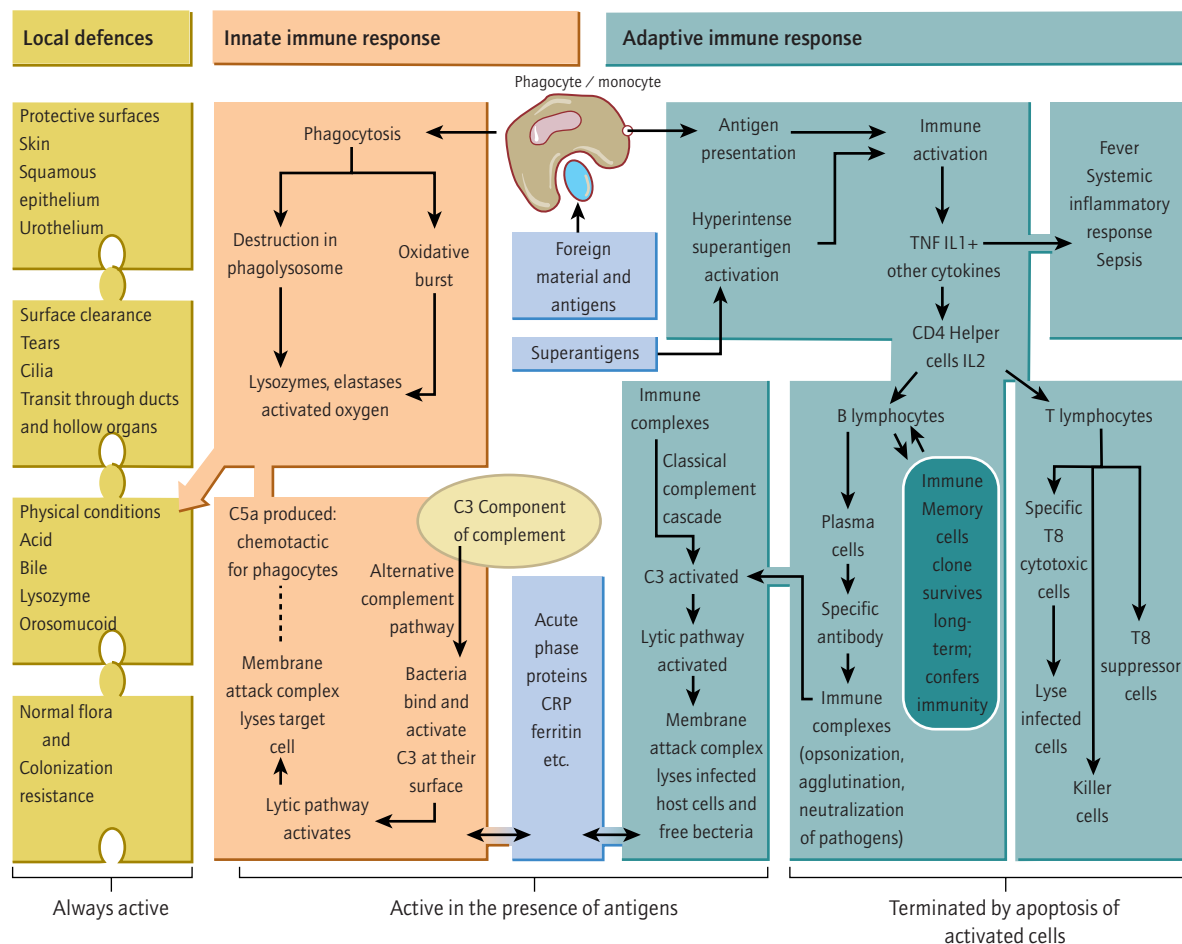 Local defences
Innate immune response
Adaptive immune response
Protective surfaces
Skin
Squamous
epithelium
Urothelium
Surface clearance
Tears
Cilia
Transit through ducts
and hollow organs
Physical conditions
Acid
Bile
Lysozyme
Orosomucoid
Normal flora
and
Colonization
resistance
Always active
Phagocyte / monocyte
Phagocytosis
Destruction in
phagolysosome
Oxidative
burst
Lysozymes, elastases
activated oxygen
Foreign
material and
antigens
Superantigens
C5a produced:
chemotactic
for phagocytes
Membrane
attack complex
lyses target
cell
Lytic pathway
activates
C3 Component
of complement
Alternative
complement
pathway
Bacteria
bind and
activate
C3 at their
surface
Acute
phase
proteins
CRP
ferritin
etc.
Active in the presence of antigens
Antigen
presentation
Immune
activation
Hyperintense
superantigen
activation
TNF IL1+
other cytokines
Fever
Systemic
inflammatory
response
Sepsis
CD4 Helper
cells IL2
Immune
complexes
Classical
complement
cascade
C3 activated
Lytic pathway
activated
Membrane
attack complex
lyses infected
host cells and
free becteria
B lymphocytes
Plasma
cells
Specific
antibody
Immune
complexes
(opsonization,
agglutination,
neutralization
of pathogens)
Immune
Memory
cells
clone
survives
long-
term;
confers
immunity
T lymphocytes
Specific
T8
cytotoxic
cells
Lyse
infected
cells
T8
suppressor
cells
Killer
cells
Terminated by apoptosis of
activated cells